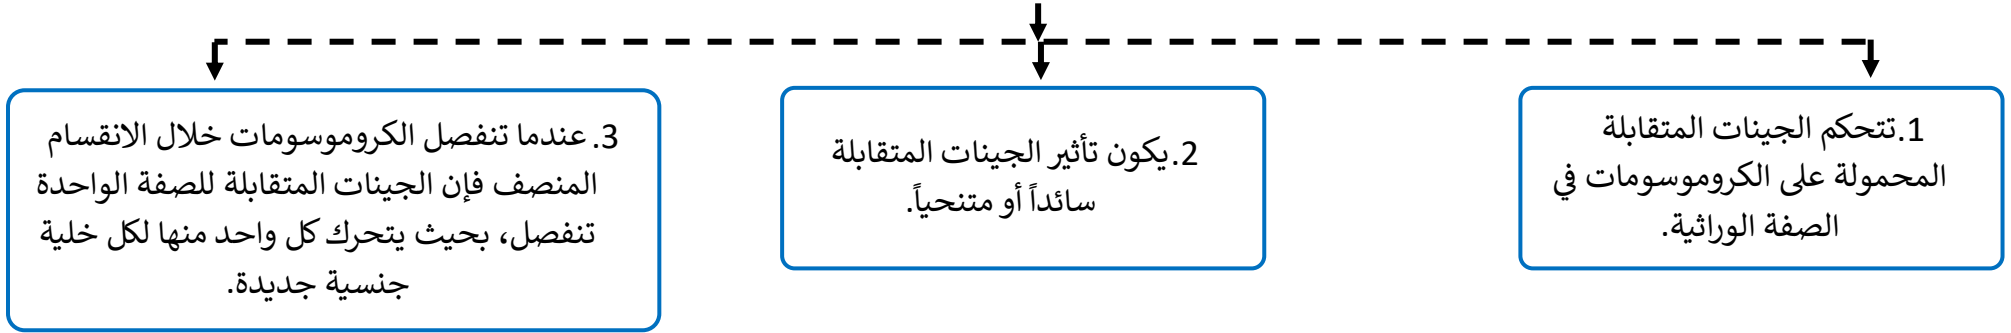 1.تتحكم الجينات المتقابلة
المحمولة على الكروموسومات في
الصفة الوراثية.
2.يكون تأثير الجينات المتقابلة
سائداً أو متنحياً.
3.عندما تنفصل الكروموسومات خلال الانقسام
المنصف فإن الجينات المتقابلة للصفة الواحدة
تنفصل، بحيث يتحرك كل واحد منها لكل خلية
جنسية جديدة.